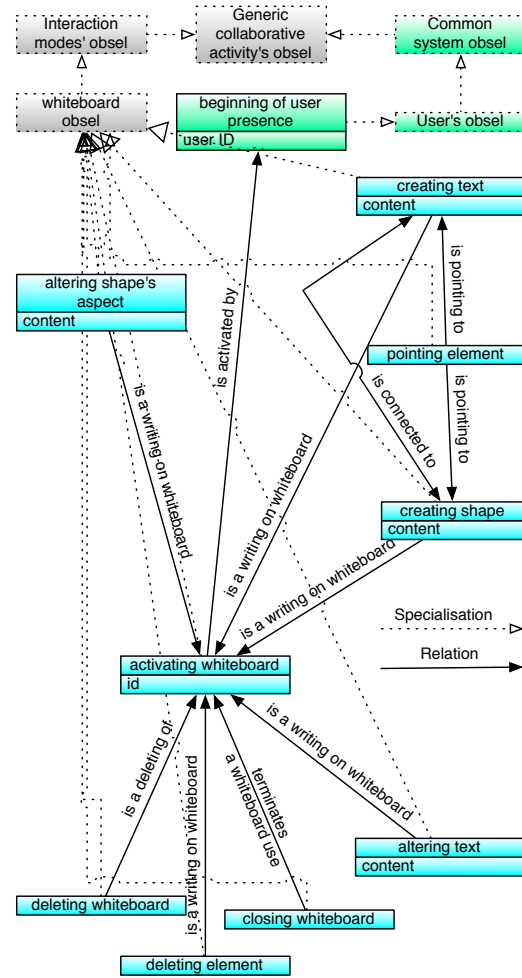 Interaction
modes' obsel
Generic
collaborative
activity's obsel
Common
system obsel
whiteboard
obsel
beginning of user
presence
user ID
User's obsel
creating text
content
altering shape's
aspect
content
is activated by
is pointing to
pointing element
is pointing to
is connected to
is a writing on whiteboard
is a writing on whiteboard
creating shape
content
is a writing on whiteboard
Specialisation
Relation
activating whiteboard
id
is a deleting of
is a writing on whiteboard
terminates
a whiteboard use
is a writing on whiteboard
altering text
content
deleting whiteboard
closing whiteboard
deleting element